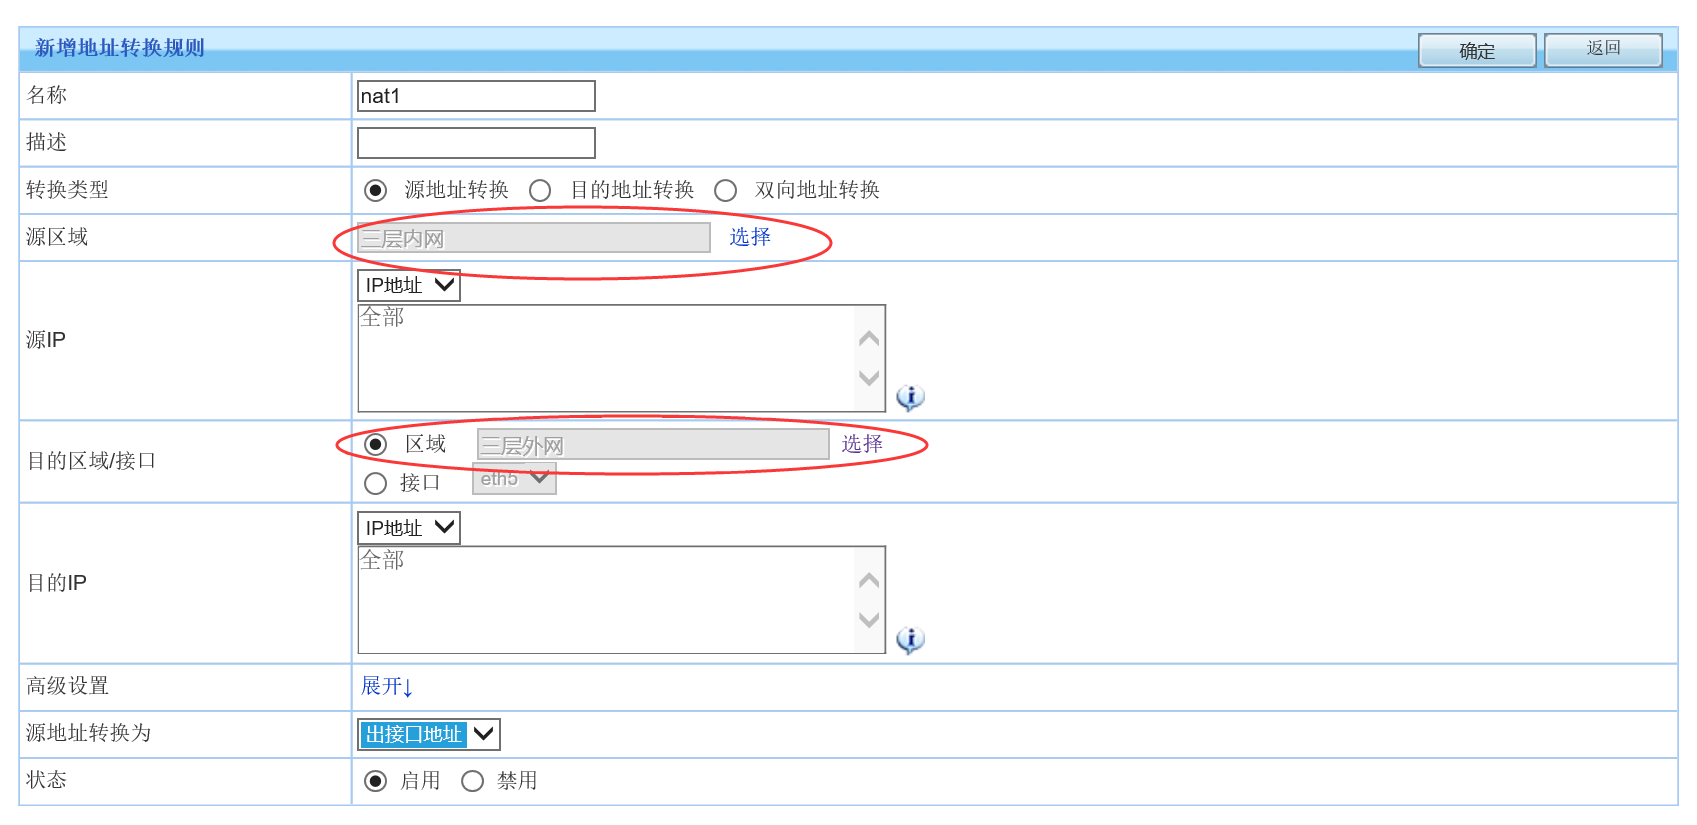 新增地址转换规则 确定 返回
名称 nat1
描述
转换类型 源地址转换 目的地址转换 双向地址转换
源区域 三层内网 选择
IP地址
源IP 全部
目的区域/接口 区域 三层外网 选择
接口 eth5
IP地址
目的IP 全部
高级设置 展开↓
源地址转换为 出接口地址
状态 启用 禁用